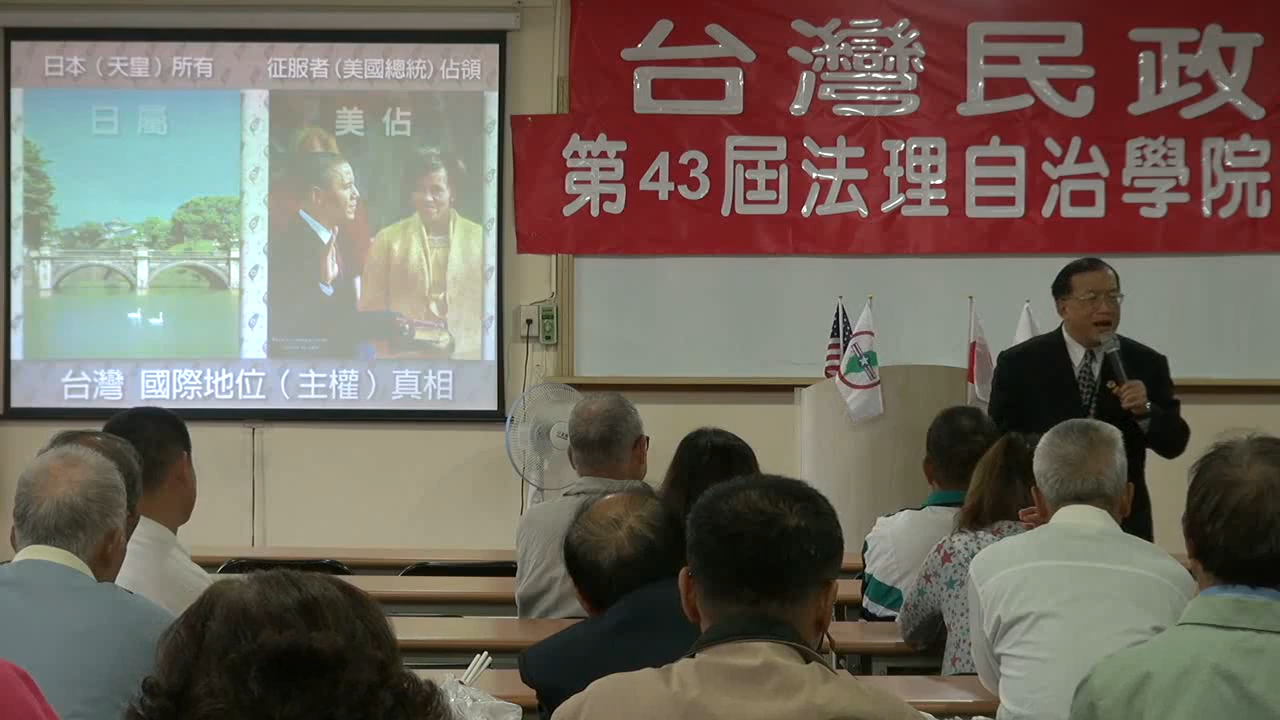 日本（天皇）所有
征服者（美國總統）佔領
日屬
美佔
台灣 國際地位（主權）真相
台灣民政
第43屆法理自治學院